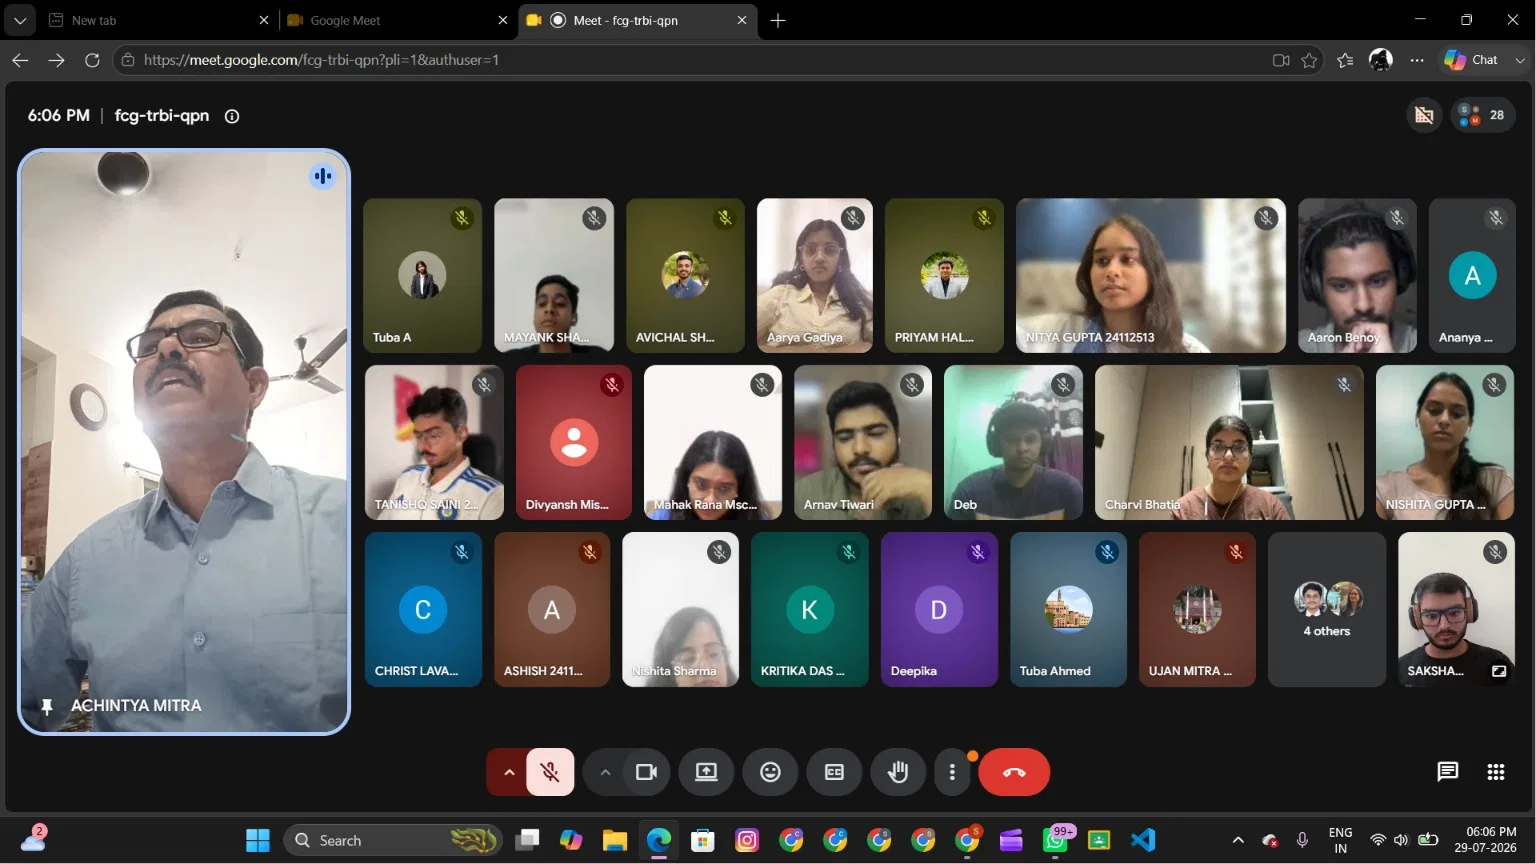 New tab
Google Meet
Meet - fcg-trbi-qpn
https://meet.google.com/fcg-trbi-qpn?pli=1&authuser=1
Chat
6:06 PM | fcg-trbi-qpn
28
ACHINTYA MITRA
Tuba A
MAYANK SHA...
AVICHAL SH...
Aarya Gadiya
PRIYAM HAL...
NITYA GUPTA 24112513
Aaron Benoy
A
Ananya ...
TANISHQ SAINI 2...
Divyansh Mis...
Mahak Rana Msc...
Arnav Tiwari
Deb
Charvi Bhatia
NISHITA GUPTA ...
C
CHRIST LAVA...
A
ASHISH 2411...
Nishita Sharma
K
KRITIKA DAS ...
D
Deepika
Tuba Ahmed
UJAN MITRA ...
4 others
SAKSHA...
CC
2
Search
99+
ENG
IN
06:06 PM
29-07-2026